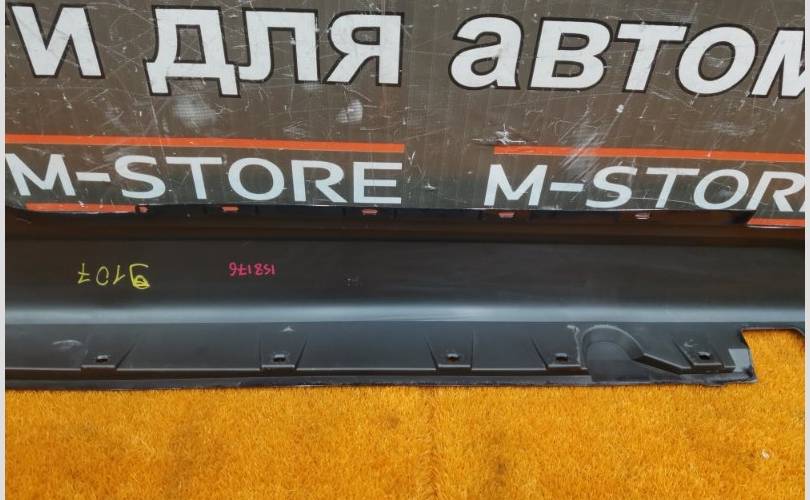 и для автом
M-STORE M-STOR
9107 158176